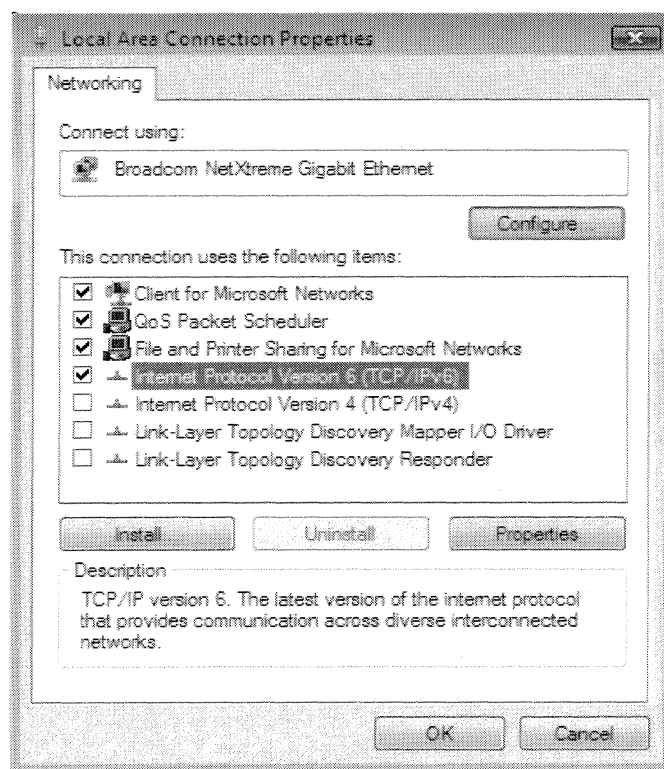 Local Area Connection Properties
Networking
Connect using:
Broadcom NetXtreme Gigabit Ethernet
Configure...
This connection uses the following items:
Client for Microsoft Networks
QoS Packet Scheduler
File and Printer Sharing for Microsoft Networks
Internet Protocol Version 6 (TCP/IPv6)
Internet Protocol Version 4 (TCP/IPv4)
Link-Layer Topology Discovery Mapper I/O Driver
Link-Layer Topology Discovery Responder
Install...
Uninstall
Properties
Description
TCP/IP version 6. The latest version of the internet protocol
that provides communication across diverse interconnected
networks.
OK
Cancel